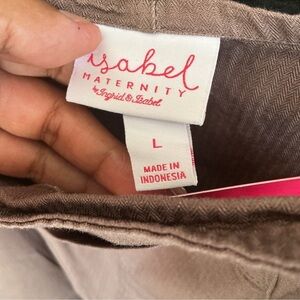 isabel
MATERNITY
by Ingrid & Isabel
L
MADE IN
INDONESIA